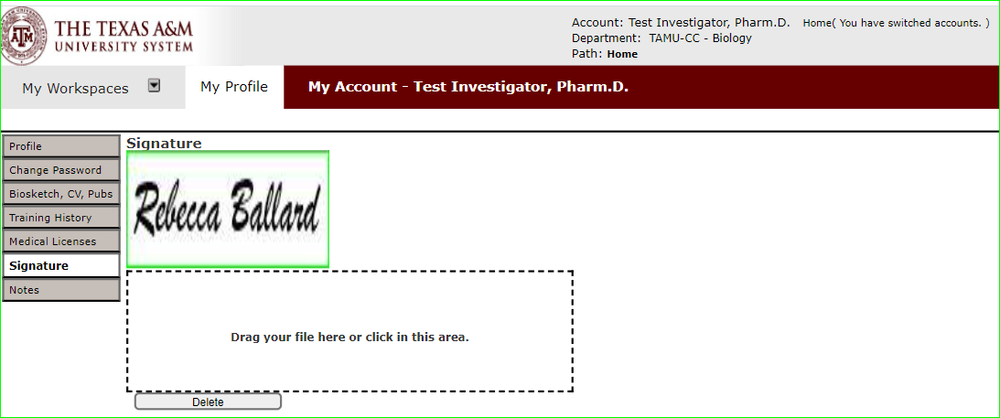 THE TEXAS A&M
UNIVERSITY SYSTEM
Account: Test Investigator, Pharm.D. Home( You have switched accounts. )
Department: TAMU-CC - Biology
Path: Home
My Workspaces
My Profile
My Account - Test Investigator, Pharm.D.
Profile
Change Password
Biosketch, CV, Pubs
Training History
Medical Licenses
Signature
Notes
Signature
Rebecca Ballard
Drag your file here or click in this area.
Delete